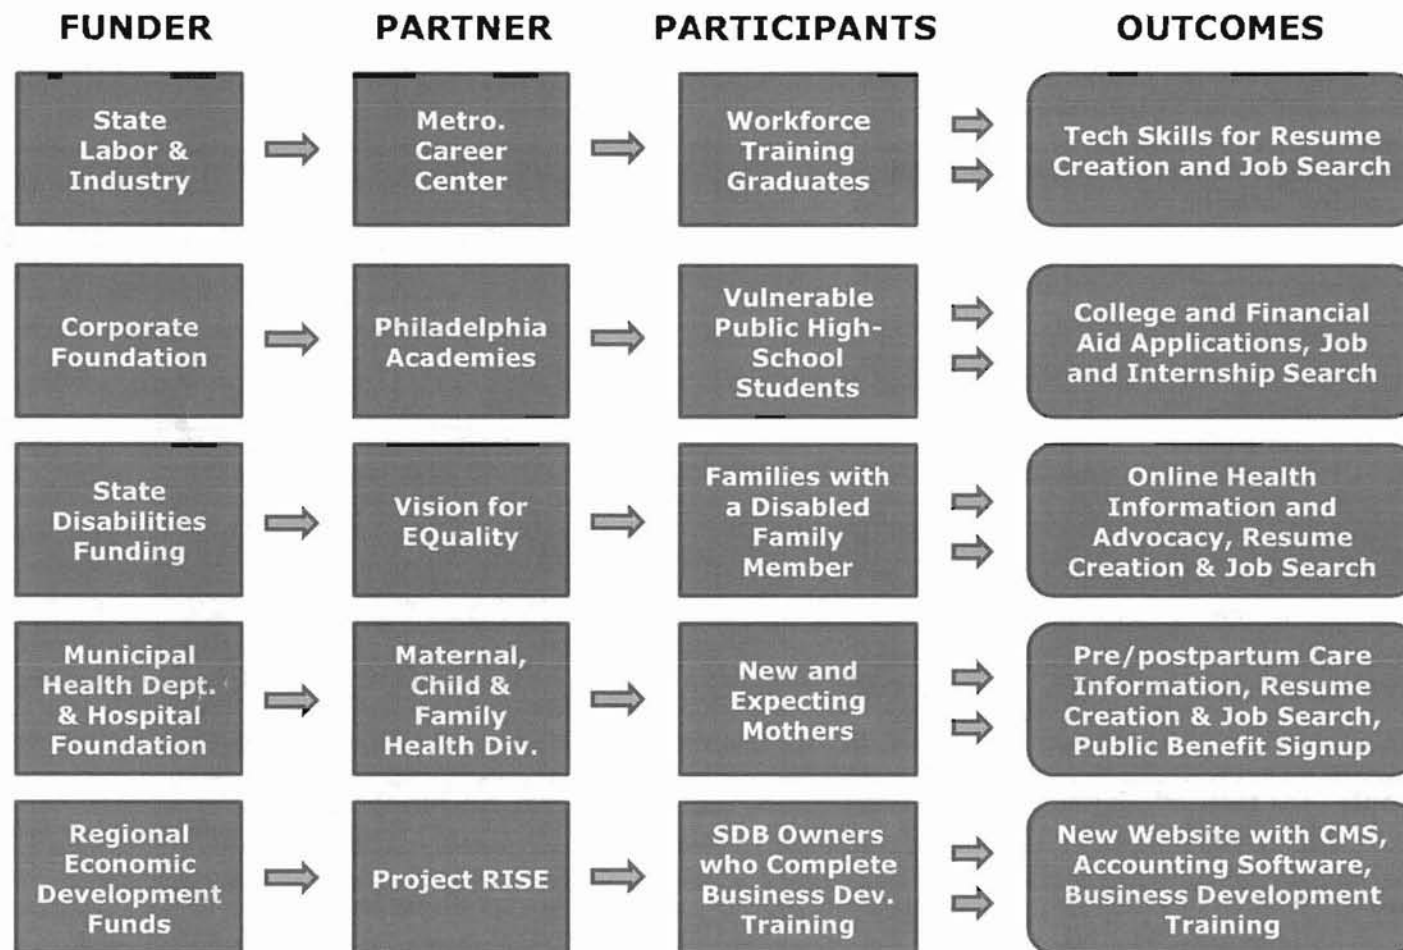 FUNDER PARTNER PARTICIPANTS OUTCOMES
State
Labor &
Industry
Metro.
Career
Center
Workforce
Training
Graduates
Tech Skills for Resume
Creation and Job Search
Corporate
Foundation
Philadelphia
Academies
Vulnerable
Public High-
School
Students
College and Financial
Aid Applications, Job
and Internship Search
State
Disabilities
Funding
Vision for
EQuality
Families with
a Disabled
Family
Member
Online Health
Information and
Advocacy, Resume
Creation & Job Search
Municipal
Health Dept.
& Hospital
Foundation
Maternal,
Child &
Family
Health Div.
New and
Expecting
Mothers
Pre/postpartum Care
Information, Resume
Creation & Job Search,
Public Benefit Signup
Regional
Economic
Development
Funds
Project RISE
SDB Owners
who Complete
Business Dev.
Training
New Website with CMS,
Accounting Software,
Business Development
Training